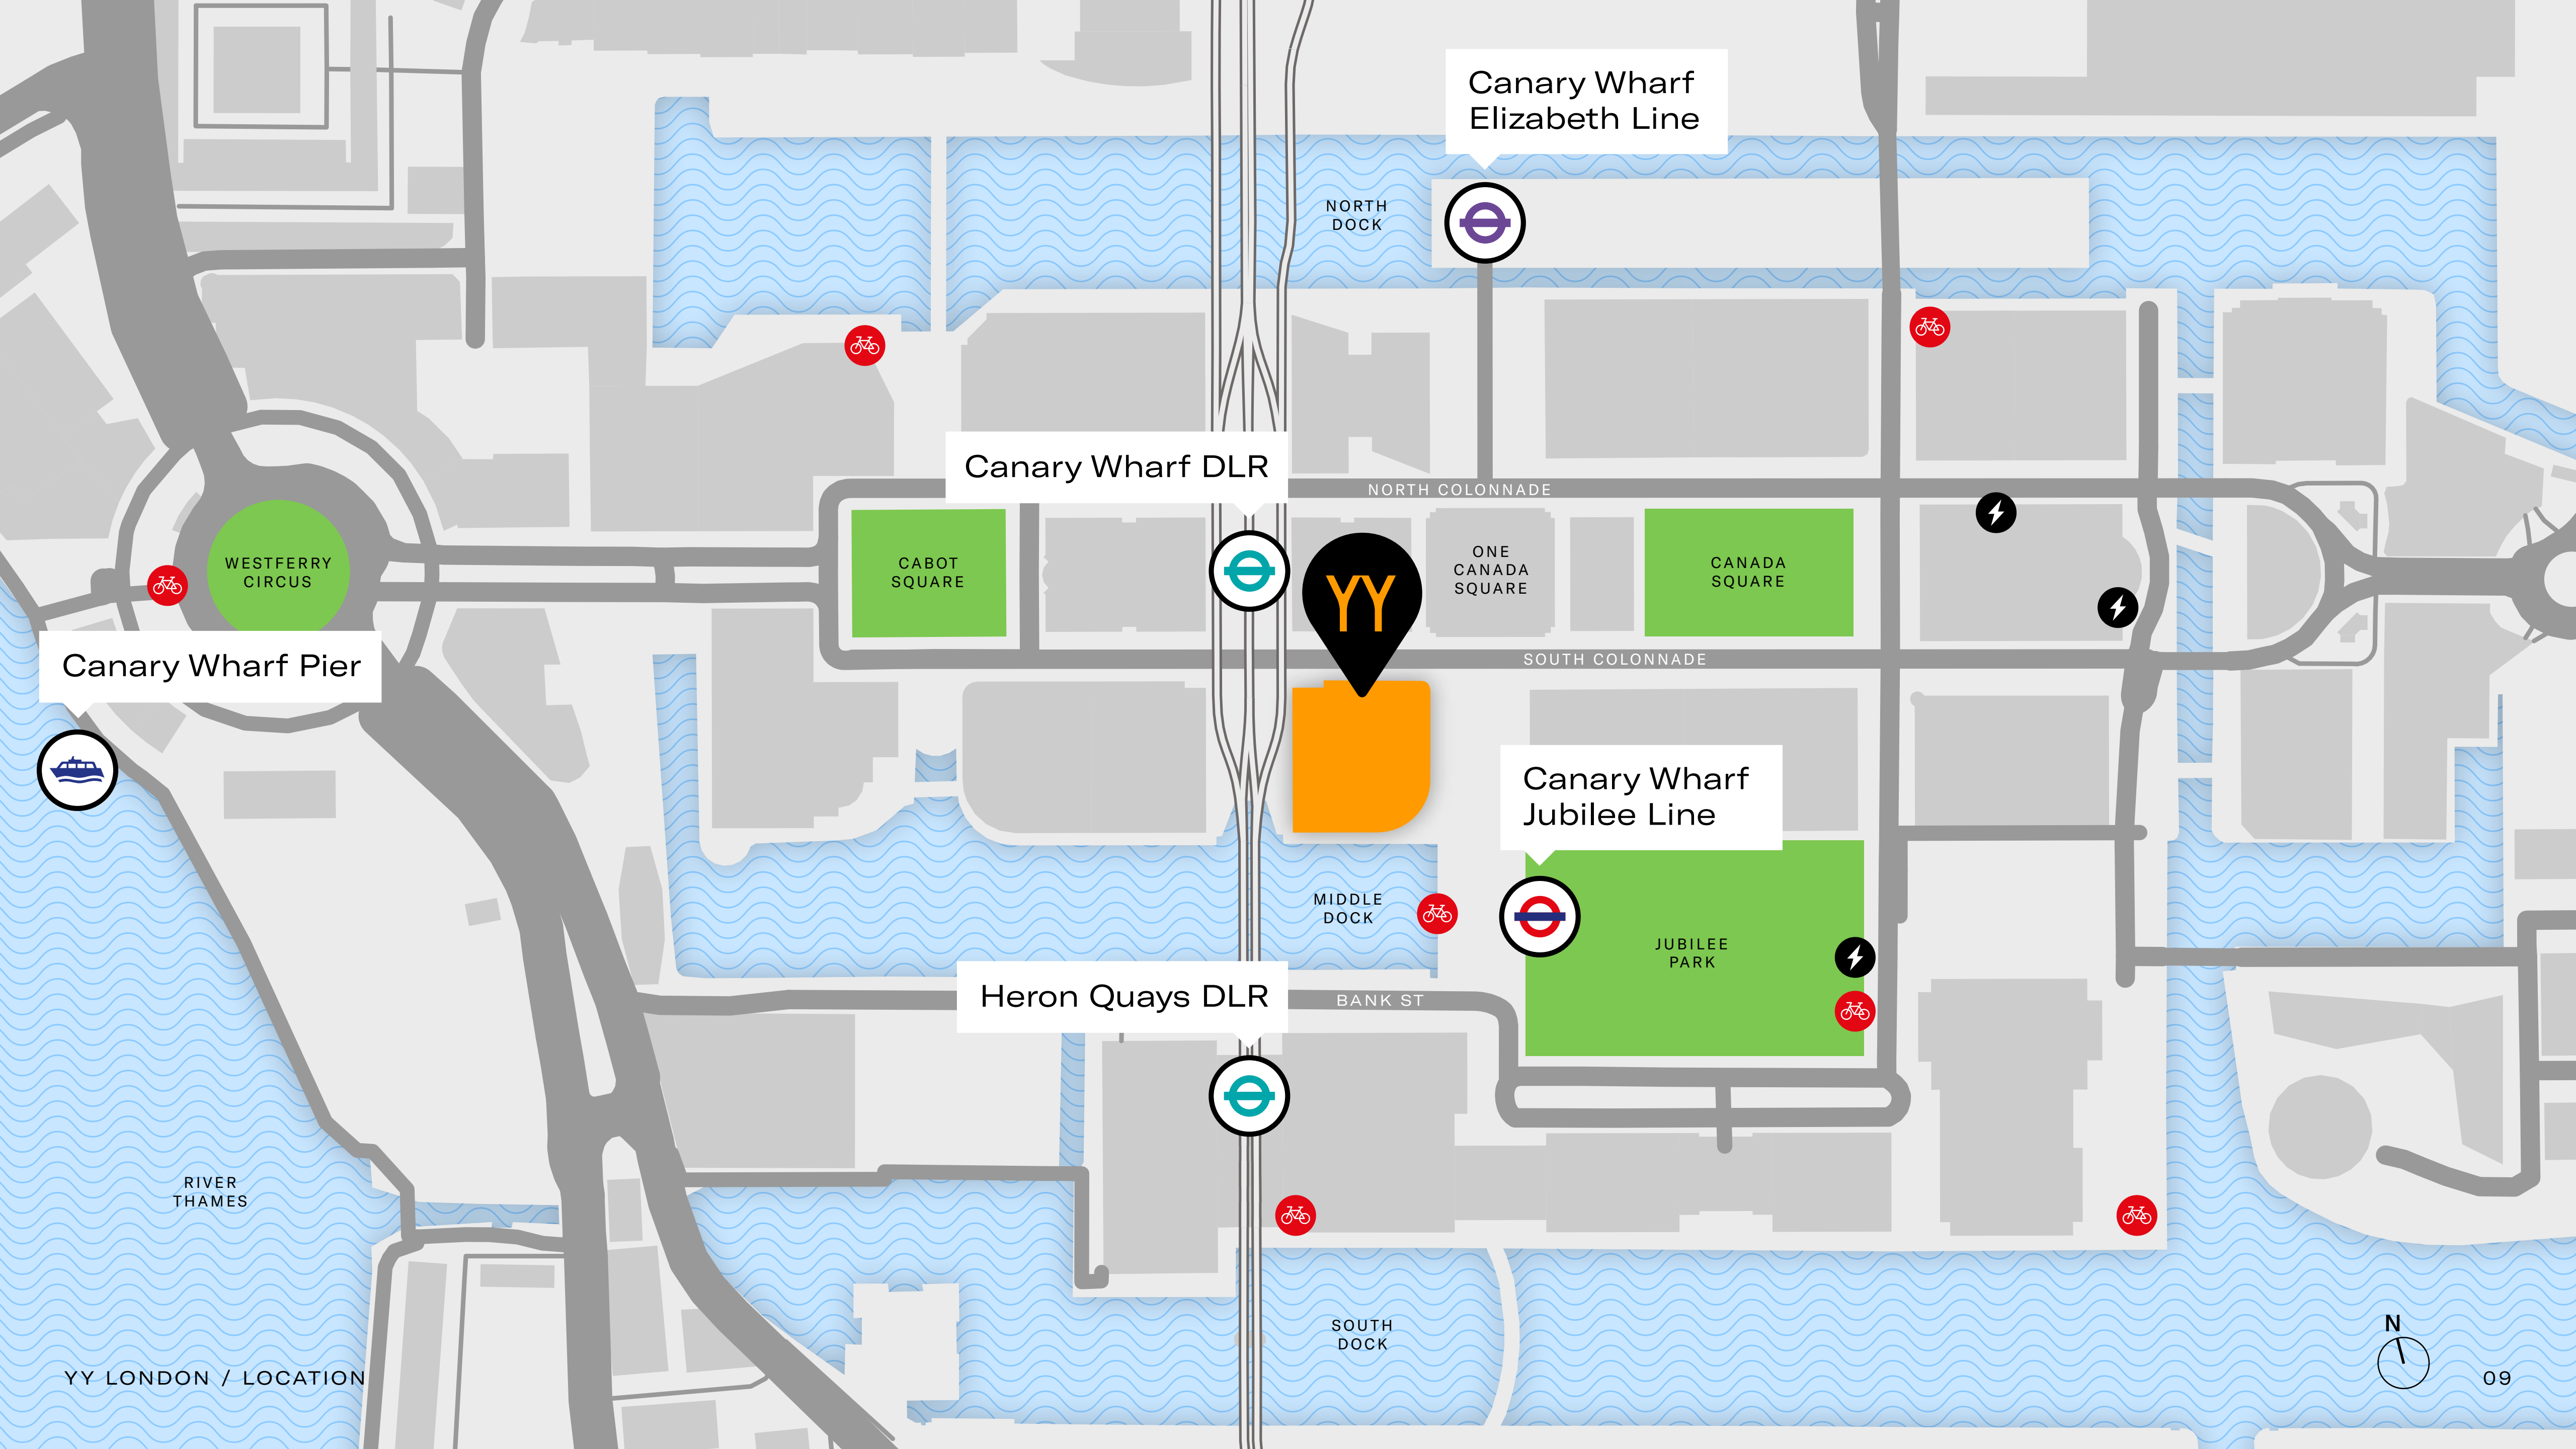 Canary Wharf
Elizabeth Line
NORTH
DOCK
Canary Wharf DLR
NORTH COLONNADE
WESTFERRY
CIRCUS
CABOT
SQUARE
YY
ONE
CANADA
SQUARE
CANADA
SQUARE
Canary Wharf Pier
SOUTH COLONNADE
Canary Wharf
Jubilee Line
MIDDLE
DOCK
JUBILEE
PARK
Heron Quays DLR
BANK ST
RIVER
THAMES
SOUTH
DOCK
N
YY LONDON / LOCATION
09